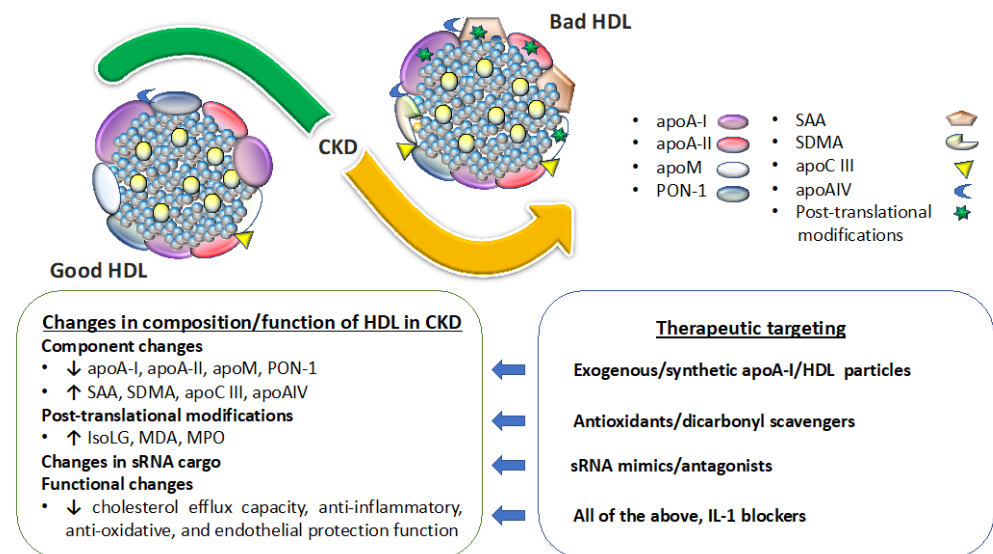 Bad HDL
CKD
Good HDL
• apoA-I
• apoA-II
• apoM
• PON-1
• SAA
• SDMA
• apoC III
• apoAIV
• Post-translational
modifications
Changes in composition/function of HDL in CKD
Component changes
• ↓ apoA-I, apoA-II, apoM, PON-1
• ↑ SAA, SDMA, apoC III, apoAIV
Post-translational modifications
• ↑ IsoLG, MDA, MPO
Changes in sRNA cargo
Functional changes
• ↓ cholesterol efflux capacity, anti-inflammatory,
anti-oxidative, and endothelial protection function
Therapeutic targeting
Exogenous/synthetic apoA-I/HDL particles
Antioxidants/dicarbonyl scavengers
sRNA mimics/antagonists
All of the above, IL-1 blockers